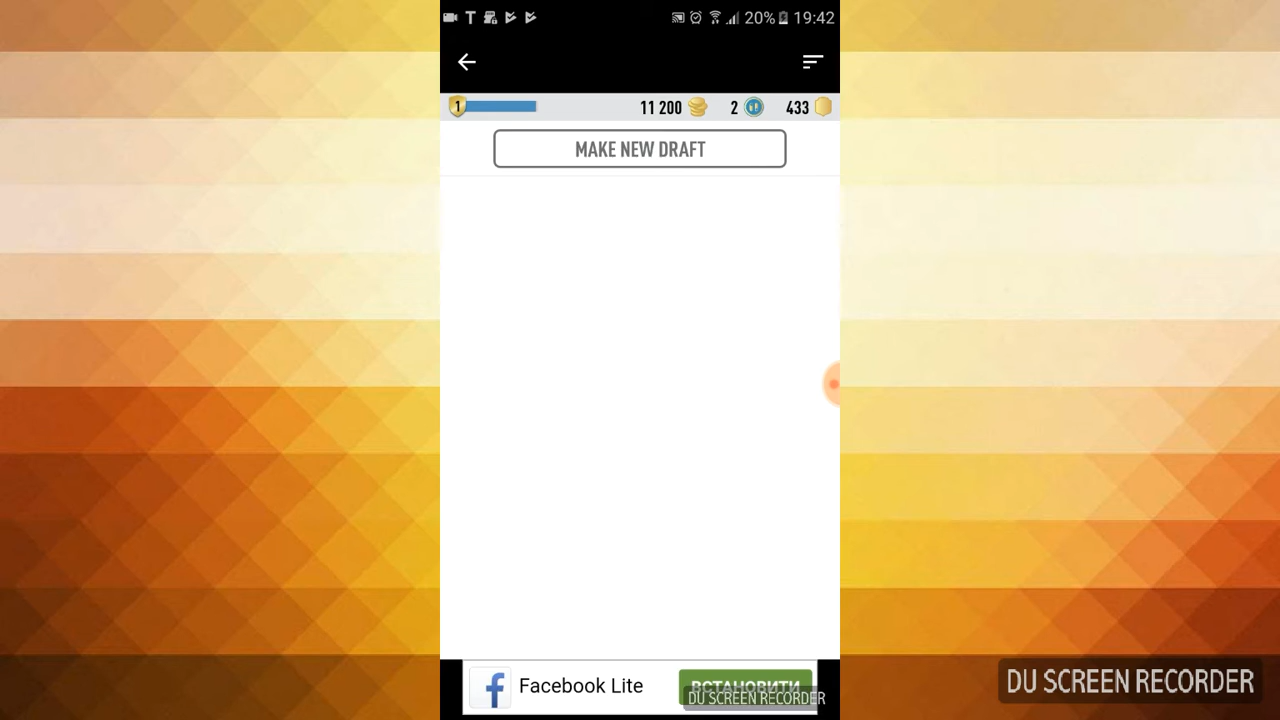 20% 19:42
1 11 200 2 433
MAKE NEW DRAFT
Facebook Lite
ВСТАНОВИТИ
DU SCREEN RECORDER
DU SCREEN RECORDER